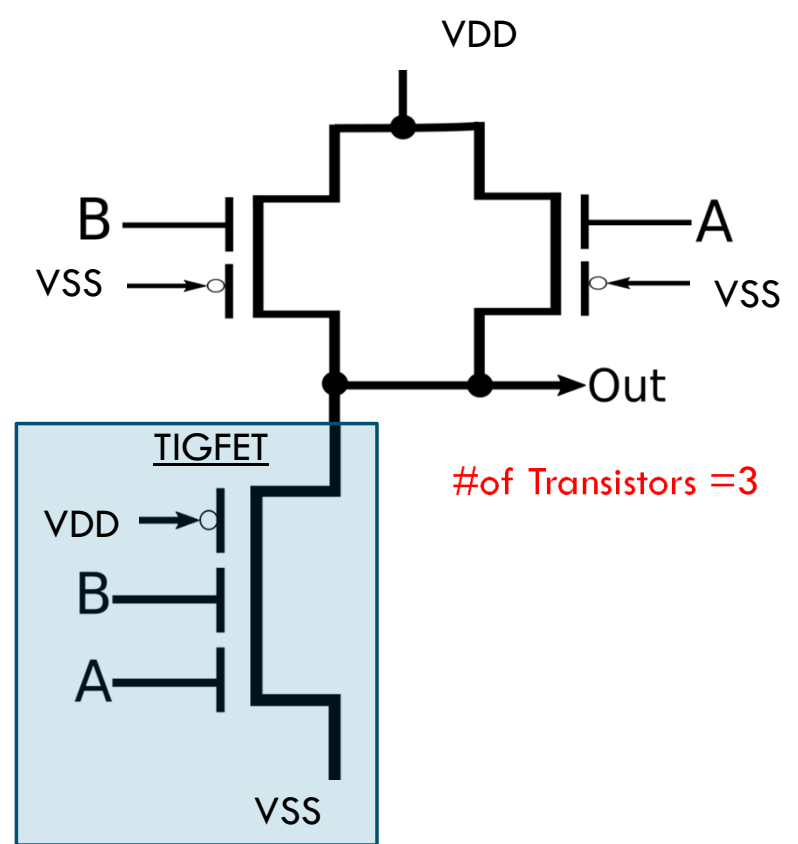 VDD
B
A
VSS
VSS
Out
TIGFET
#of Transistors =3
VDD
B
A
VSS